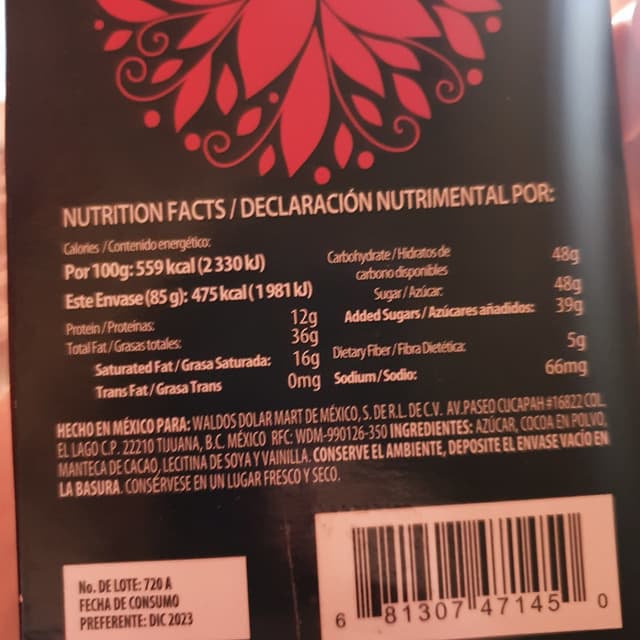 NUTRITION FACTS / DECLARACIÓN NUTRIMENTAL POR:
Calories / Contenido energético:
Por 100g: 559 kcal (2 330 kJ)
Este Envase (85 g): 475 kcal (1 981 kJ)
Protein / Proteínas: 12g
Total Fat / Grasas totales: 36g
Saturated Fat / Grasa Saturada: 16g
Trans Fat / Grasa Trans 0mg
Carbohydrate / Hidratos de
carbono disponibles 48g
Sugar / Azúcar: 48g
Added Sugars / Azúcares añadidos: 39g
Dietary Fiber / Fibra Dietética: 5g
Sodium / Sodio: 66mg
HECHO EN MÉXICO PARA: WALDOS DOLAR MART DE MÉXICO, S. DE R.L. DE C.V. AV. PASEO CUCAPAH #16822 COL.
EL LAGO C.P. 22210 TIJUANA, B.C. MÉXICO RFC: WDM-990126-350 INGREDIENTES: AZÚCAR, COCOA EN POLVO,
MANTECA DE CACAO, LECITINA DE SOYA Y VAINILLA. CONSERVE EL AMBIENTE, DEPOSITE EL ENVASE VACÍO EN
LA BASURA. CONSÉRVESE EN UN LUGAR FRESCO Y SECO.
No. DE LOTE: 720 A
FECHA DE CONSUMO
PREFERENTE: DIC 2023
6 81307 47145 0